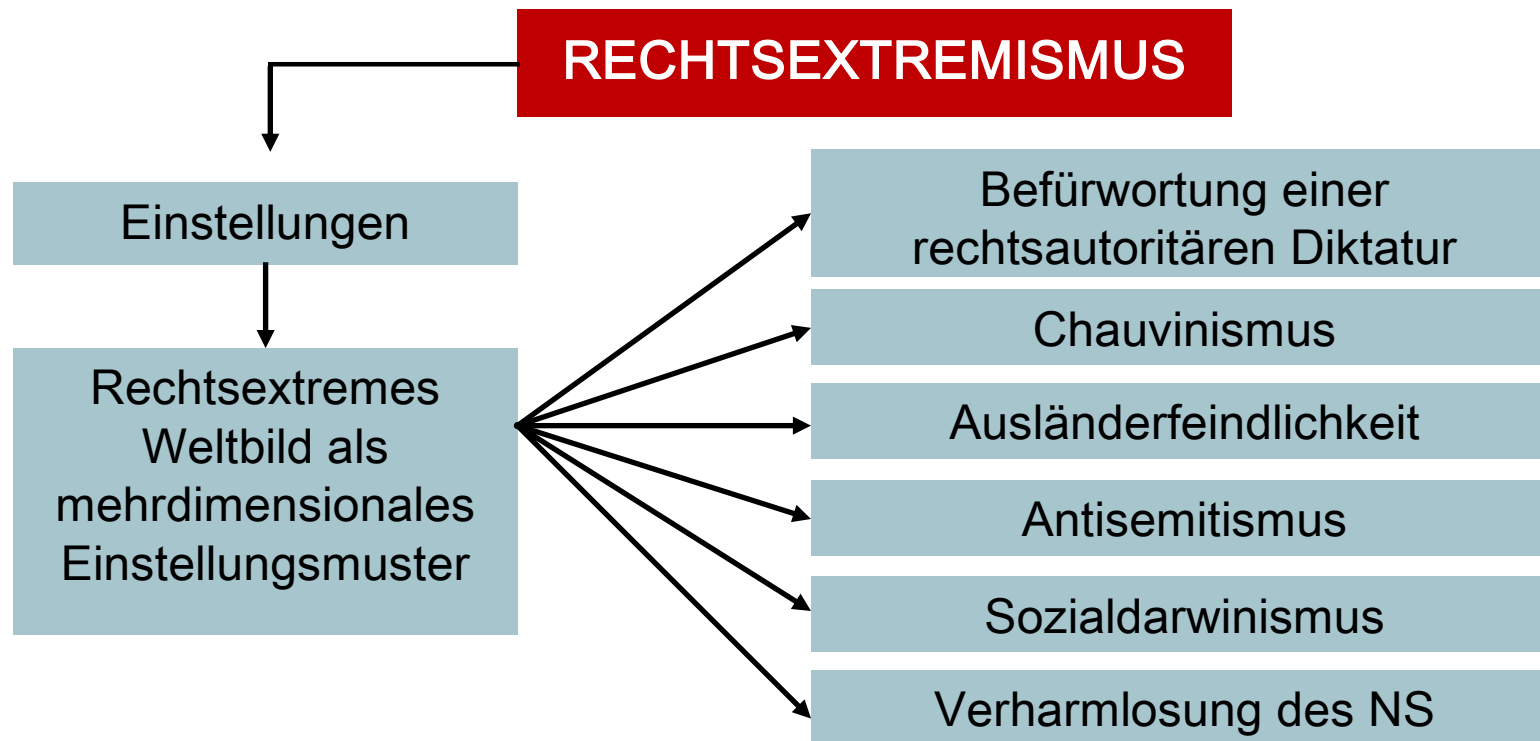 RECHTSEXTREMISMUS
Einstellungen
Rechtsextremes
Weltbild als
mehrdimensionales
Einstellungsmuster
Befürwortung einer
rechtsautoritären Diktatur
Chauvinismus
Ausländerfeindlichkeit
Antisemitismus
Sozialdarwinismus
Verharmlosung des NS